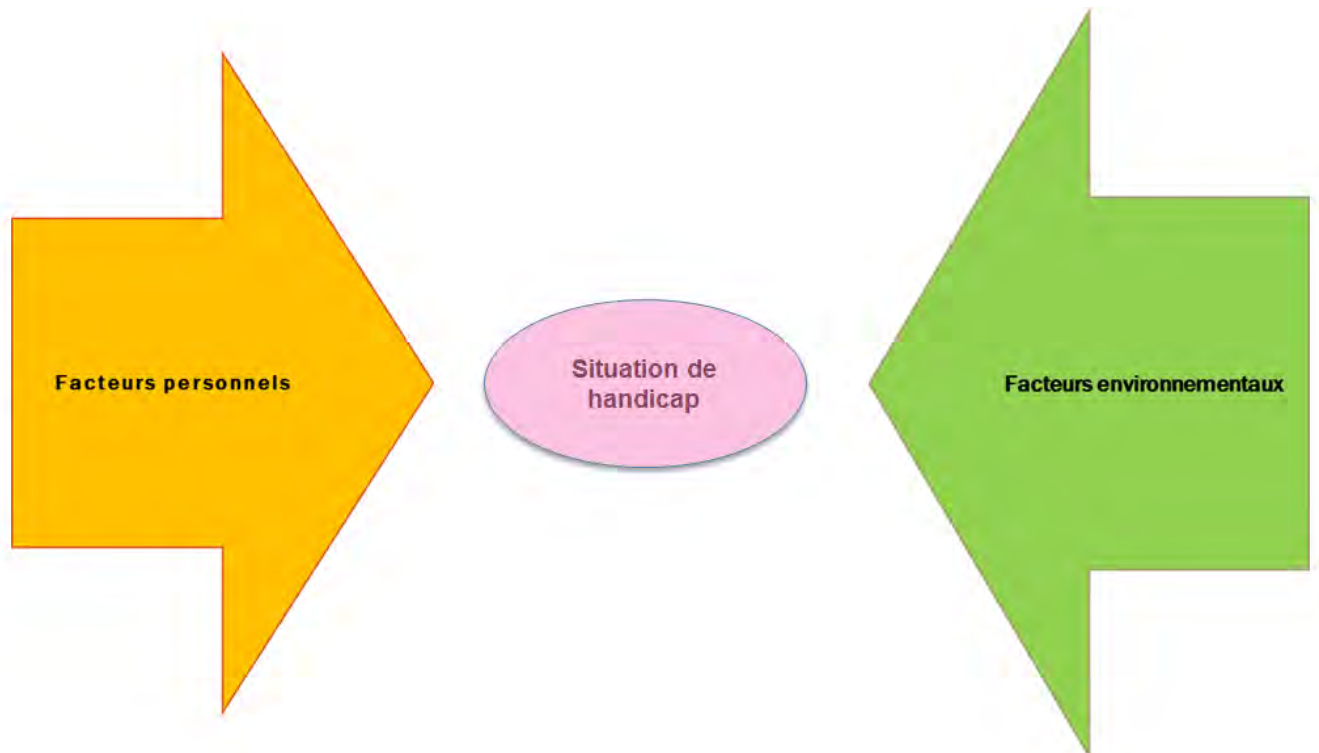 Facteurs personnels
Situation de
handicap
Facteurs environnementaux